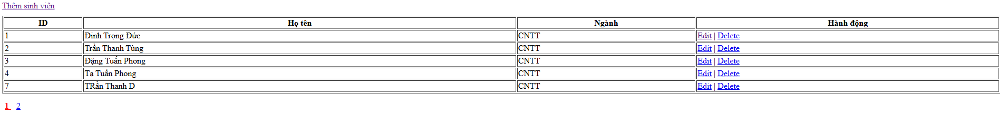 Thêm sinh viên
ID Họ tên Ngành Hành động
1 Đinh Trọng Đức CNTT Edit | Delete
2 Trần Thanh Tùng CNTT Edit | Delete
3 Đặng Tuấn Phong CNTT Edit | Delete
4 Tạ Tuấn Phong CNTT Edit | Delete
7 TRần Thanh D CNTT Edit | Delete
1 2